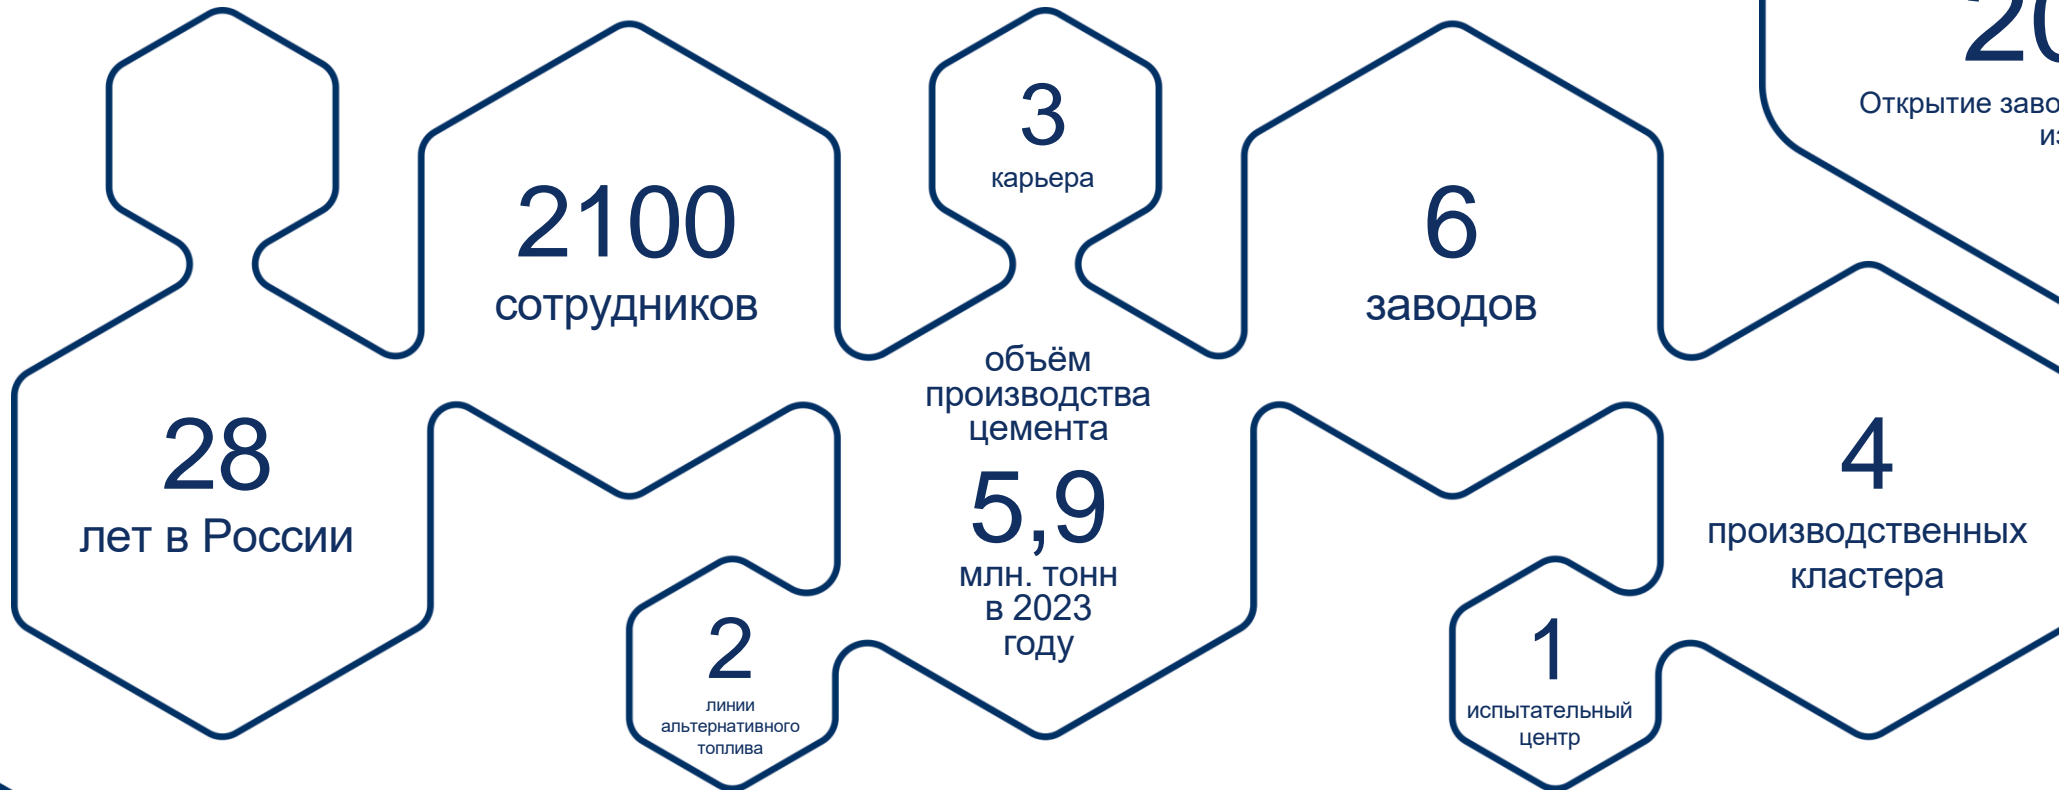 28
лет в России
2100
сотрудников
3
карьера
объём
производства
цемента
5,9
млн. тонн
в 2023
году
2
линии
альтернативного
топлива
6
заводов
1
испытательный
центр
4
производственных
кластера
Открытие